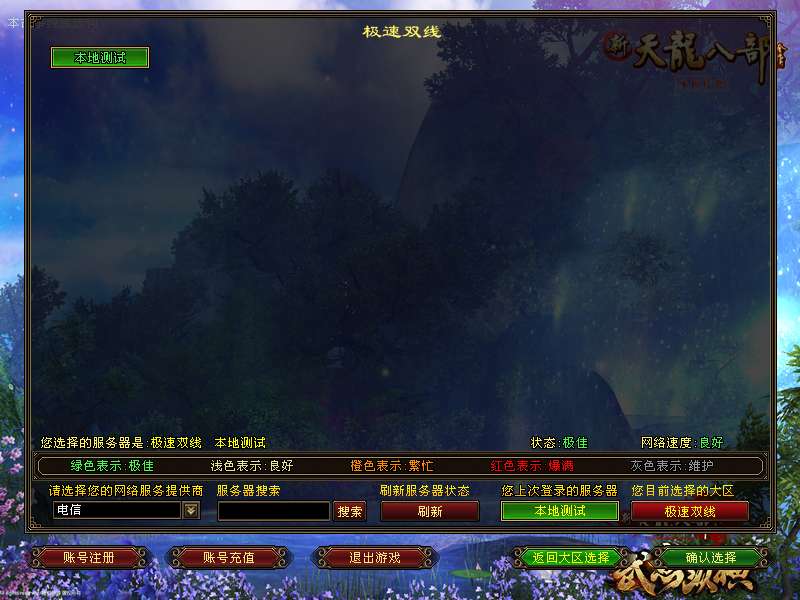 极速双线
本地测试
新天龍八部
您选择的服务器是:极速双线 本地测试 状态:极佳 网络速度:良好
绿色表示:极佳 浅色表示:良好 橙色表示:繁忙 红色表示:爆满 灰色表示:维护
请选择您的网络服务提供商 服务器搜索 刷新服务器状态 您上次登录的服务器 您目前选择的大区
电信 搜索 刷新 本地测试 极速双线
账号注册 账号充值 退出游戏 返回大区选择 确认选择